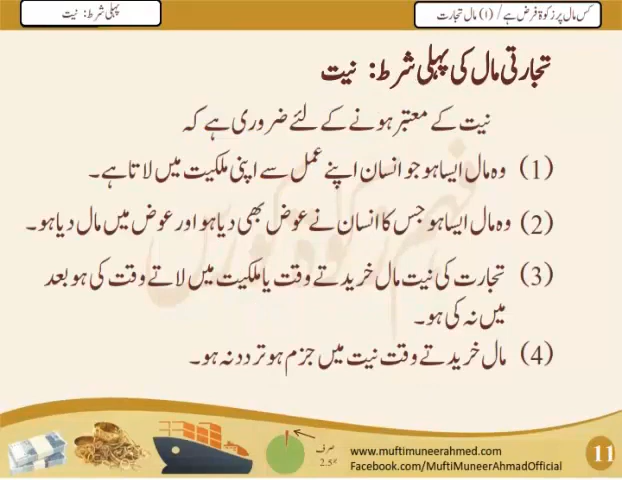 کس مال پر زکوٰۃ فرض ہے / (۱) مال تجارت
پہلی شرط: نیت
تجارتی مال کی پہلی شرط: نیت
نیت کے معتبر ہونے کے لئے ضروری ہے کہ
(1) وہ مال ایسا ہو جو انسان اپنے عمل سے اپنی ملکیت میں لاتا ہے۔
(2) وہ مال ایسا ہو جس کا انسان نے عوض بھی دیا ہو اور عوض میں مال دیا ہو۔
(3) تجارت کی نیت مال خریدتے وقت یا ملکیت میں لاتے وقت کی ہو بعد
میں نہ کی ہو۔
(4) مال خریدتے وقت نیت میں جزم ہو تردد نہ ہو۔
فہم زکوٰۃ کورس
صرف
2.5%
www.muftimuneerahmed.com
Facebook.com/MuftiMuneerAhmadOfficial
11